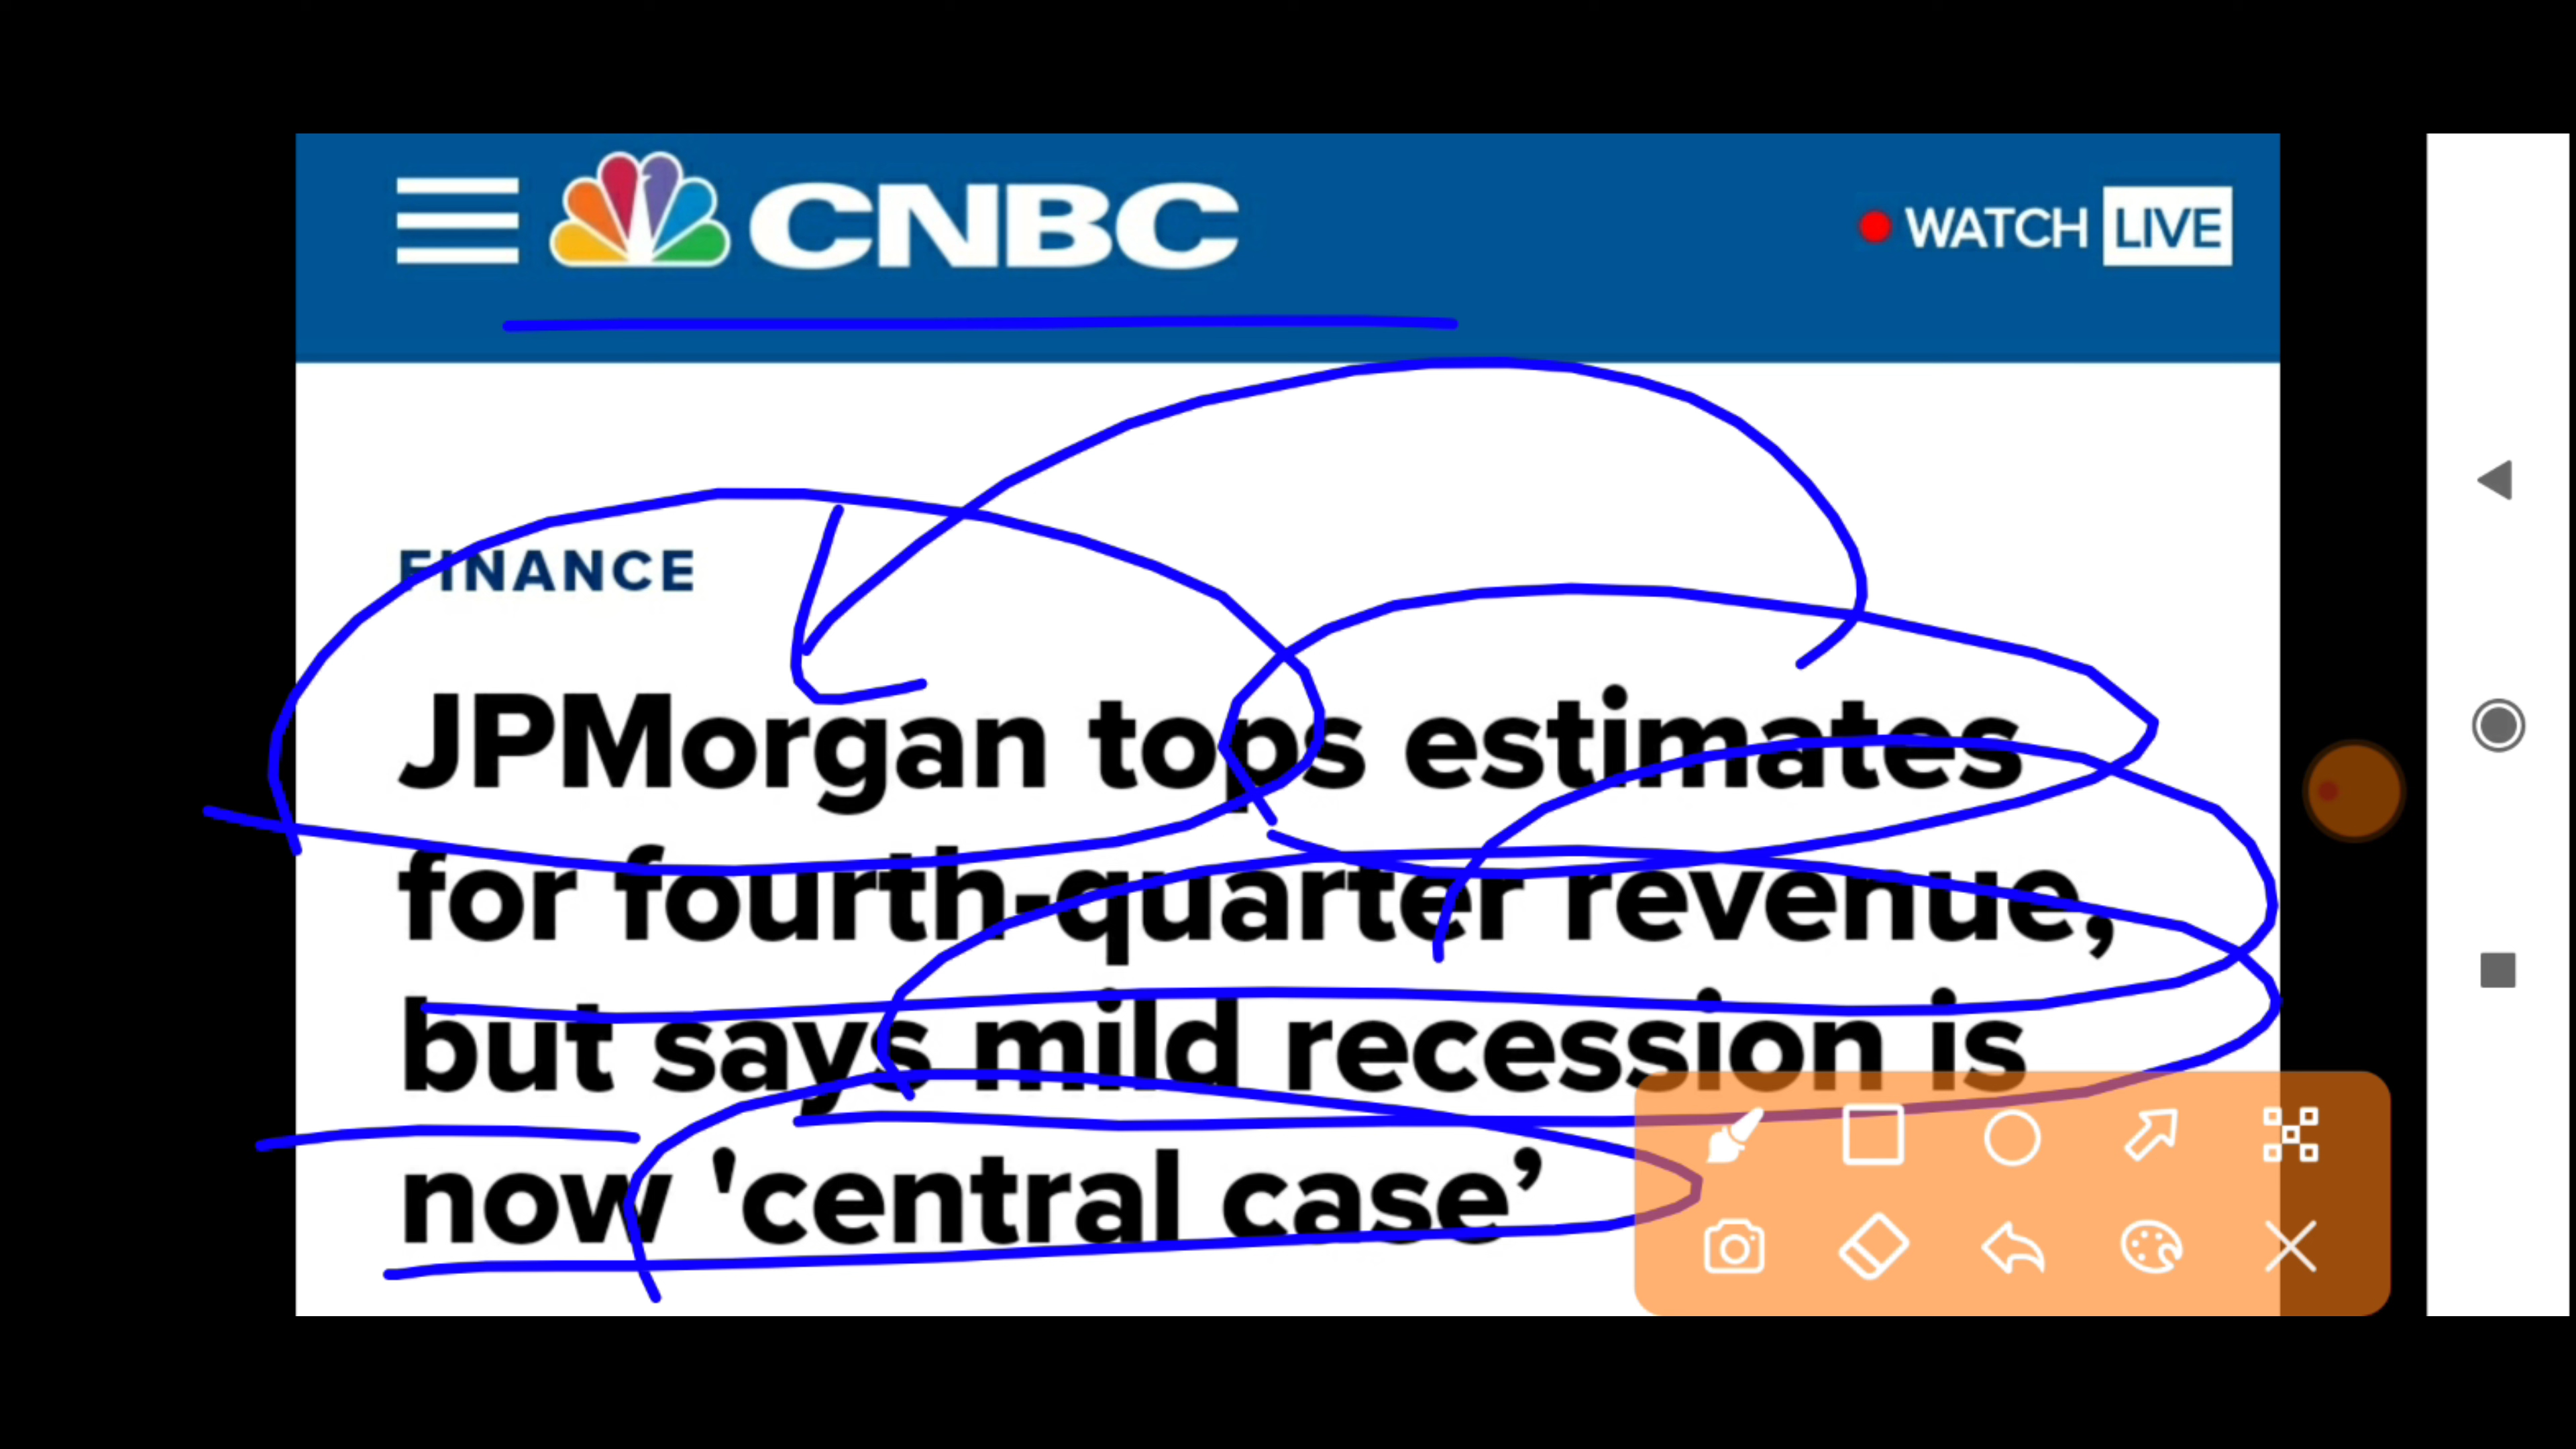 CNBC
WATCH LIVE
FINANCE
JPMorgan tops estimates
for fourth-quarter revenue,
but says mild recession is
now 'central case’